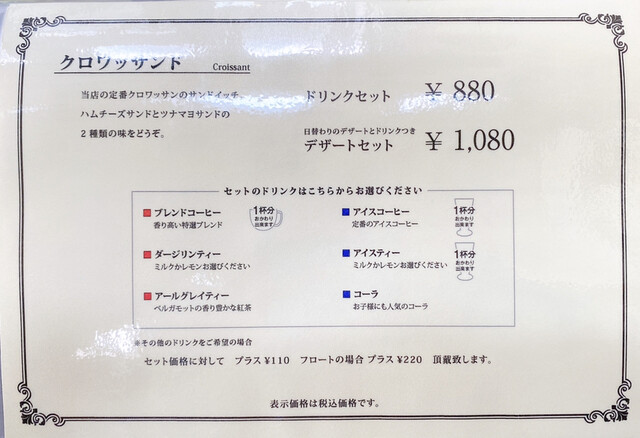 クロワッサンド Croissant
当店の定番クロワッサンのサンドイッチ。
ハムチーズサンドとツナマヨサンドの
2種類の味をどうぞ。
ドリンクセット ¥ 880
日替わりのデザートとドリンクつき
デザートセット ¥ 1,080
セットのドリンクはこちらからお選びください
ブレンドコーヒー
香り高い特選ブレンド
1杯分
おかわり
出来ます
アイスコーヒー
定番のアイスコーヒー
1杯分
おかわり
出来ます
ダージリンティー
ミルクかレモンお選びください
アイスティー
ミルクかレモンお選びください
1杯分
おかわり
出来ます
アールグレイティー
ベルガモットの香り豊かな紅茶
コーラ
お子様にも人気のコーラ
※その他のドリンクをご希望の場合
セット価格に対して プラス ¥110 フロートの場合 プラス ¥220 頂戴致します。
表示価格は税込価格です。